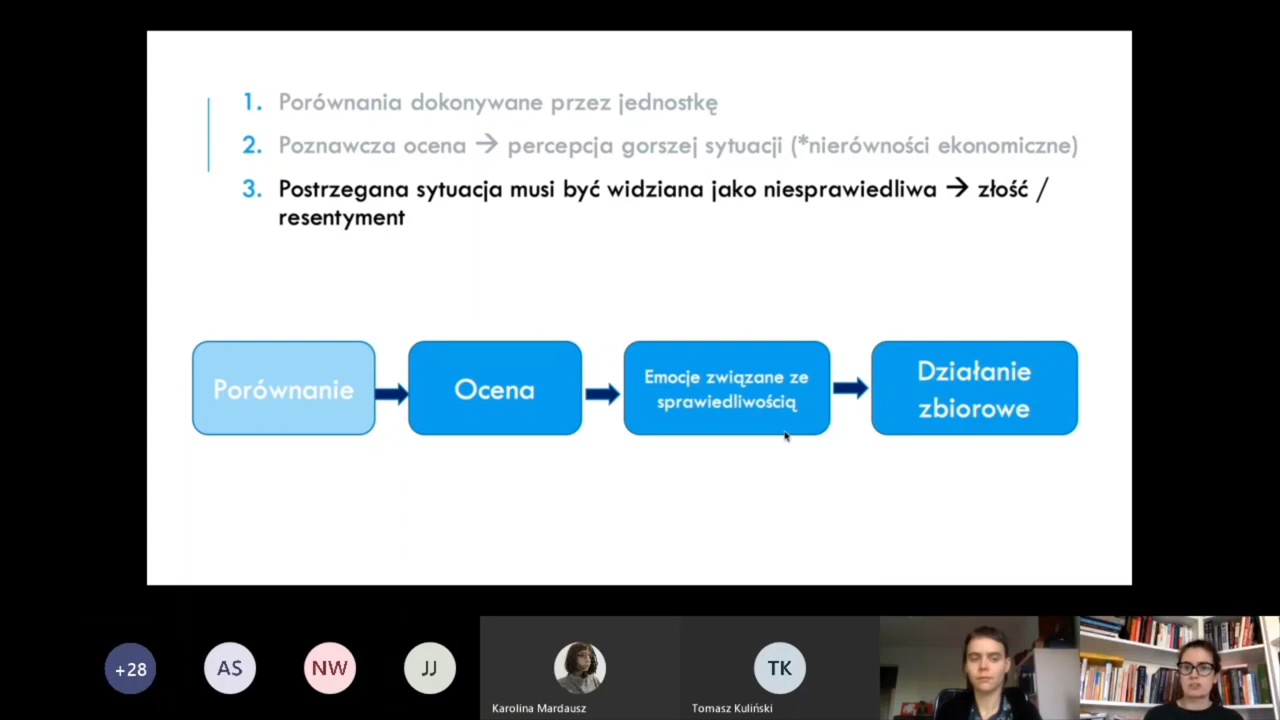 1. Porównania dokonywane przez jednostkę
2. Poznawcza ocena → percepcja gorszej sytuacji (*nierówności ekonomiczne)
3. Postrzegana sytuacja musi być widziana jako niesprawiedliwa → złość /
resentyment
Porównanie
Ocena
Emocje związane ze
sprawiedliwością
Działanie
zbiorowe
+28
AS
NW
JJ
Karolina Mardausz
TK
Tomasz Kuliński